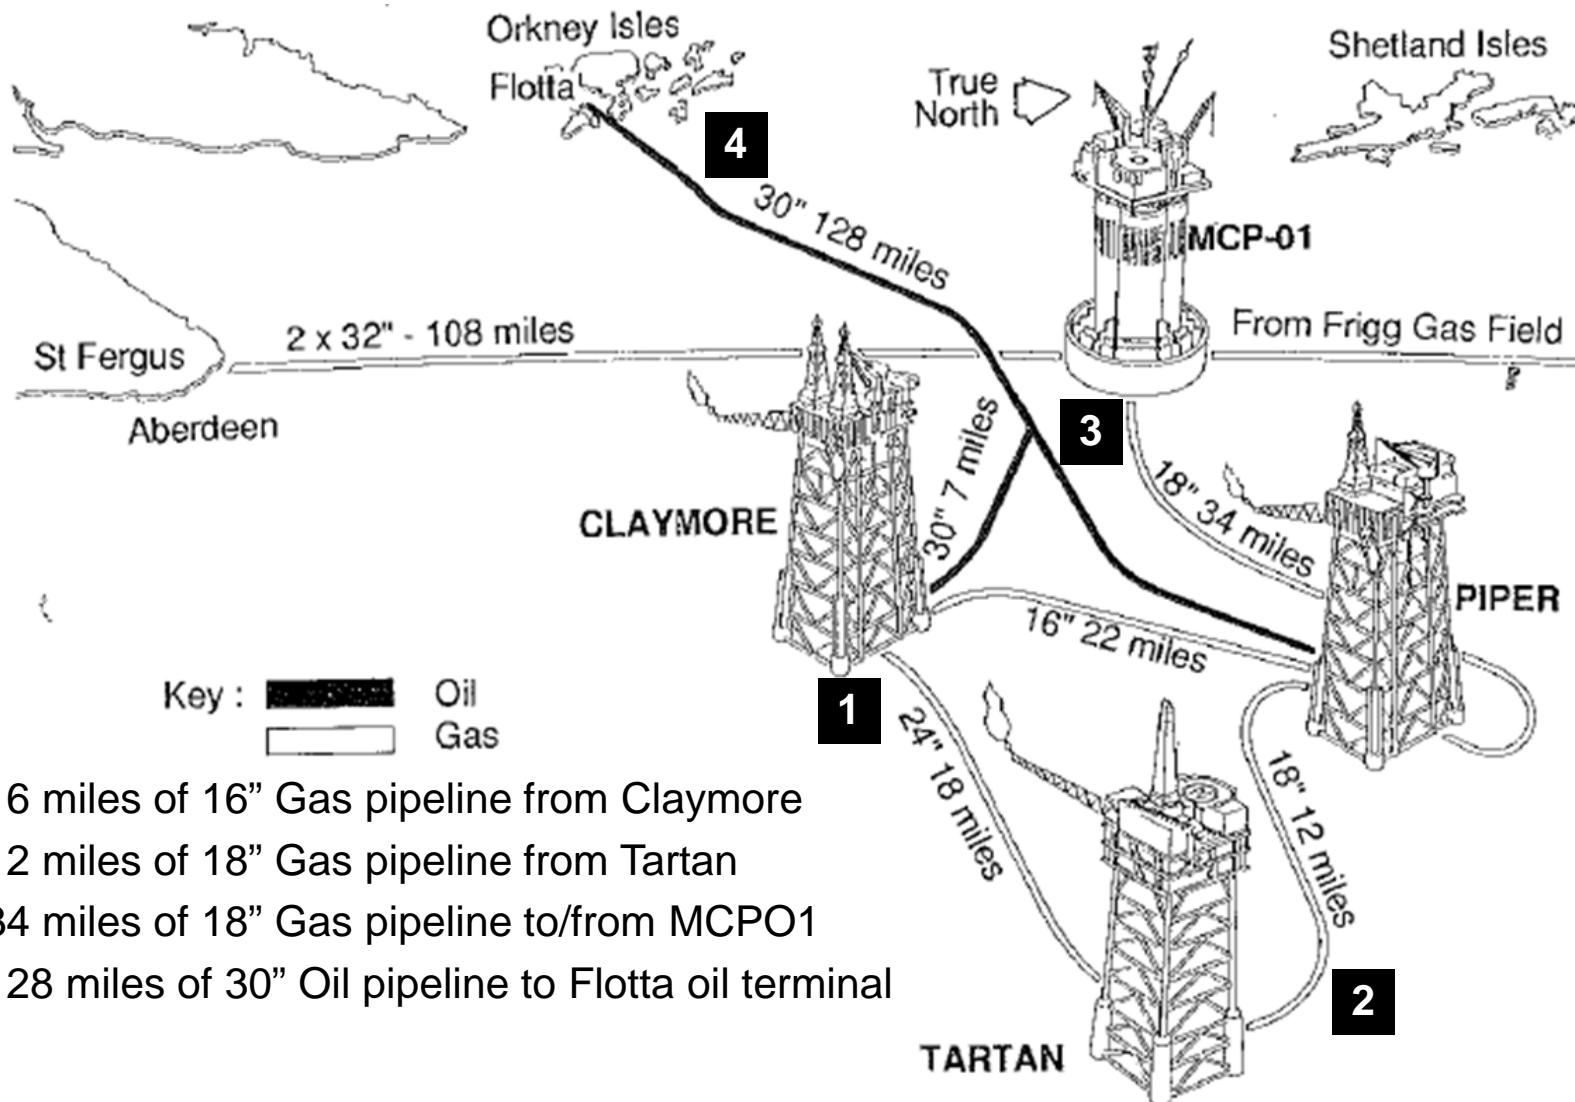 Orkney Isles
Flotta
Shetland Isles
True
North
4
30" 128 miles
MCP-01
2 x 32" - 108 miles
From Frigg Gas Field
St Fergus
Aberdeen
3
30" 7 miles
18" 34 miles
CLAYMORE
PIPER
16" 22 miles
Key :
Oil
Gas
1
24" 18 miles
18" 12 miles
6 miles of 16” Gas pipeline from Claymore
2 miles of 18” Gas pipeline from Tartan
34 miles of 18” Gas pipeline to/from MCPO1
28 miles of 30” Oil pipeline to Flotta oil terminal
2
TARTAN